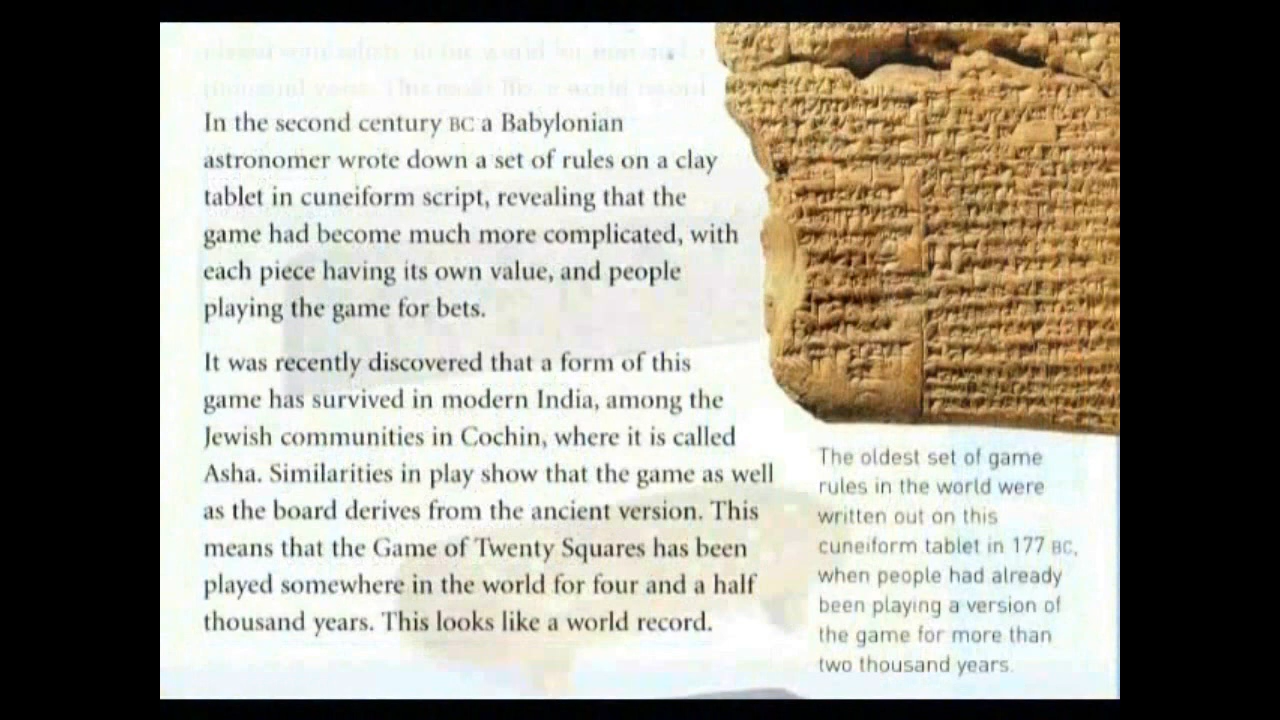 In the second century BC a Babylonian
astronomer wrote down a set of rules on a clay
tablet in cuneiform script, revealing that the
game had become much more complicated, with
each piece having its own value, and people
playing the game for bets.
It was recently discovered that a form of this
game has survived in modern India, among the
Jewish communities in Cochin, where it is called
Asha. Similarities in play show that the game as well
as the board derives from the ancient version. This
means that the Game of Twenty Squares has been
played somewhere in the world for four and a half
thousand years. This looks like a world record.
The oldest set of game
rules in the world were
written out on this
cuneiform tablet in 177 BC,
when people had already
been playing a version of
the game for more than
two thousand years.